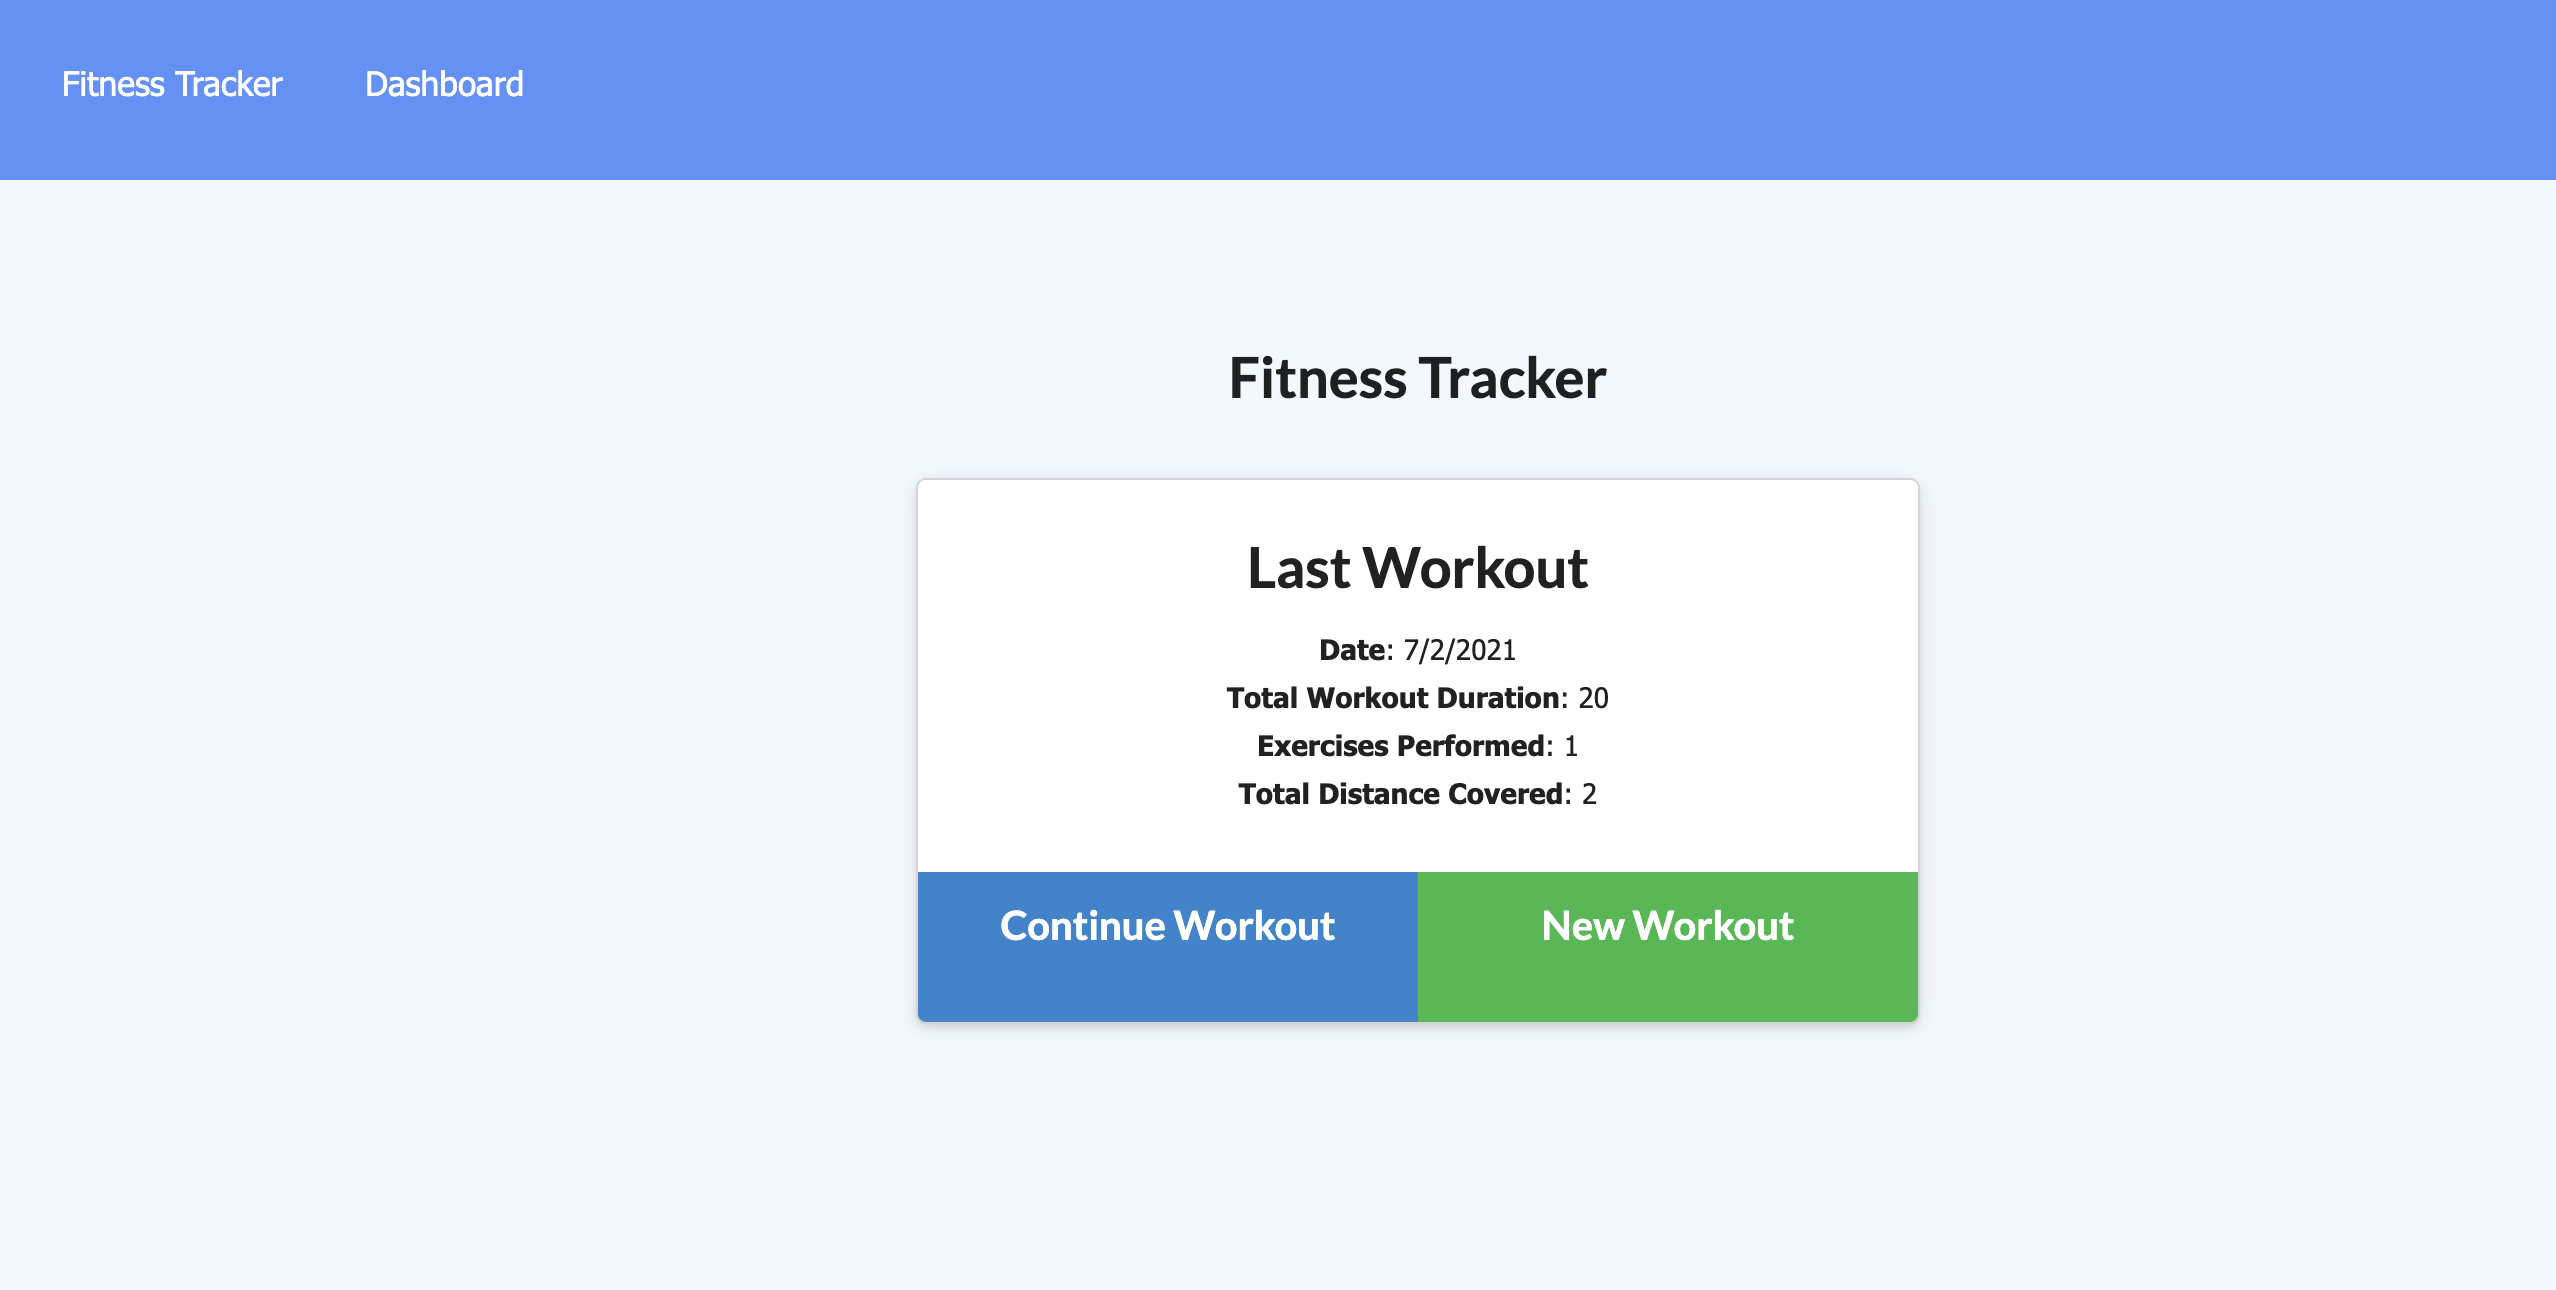 Fitness Tracker Dashboard
Fitness Tracker
Last Workout
Date: 7/2/2021
Total Workout Duration: 20
Exercises Performed: 1
Total Distance Covered: 2
Continue Workout New Workout